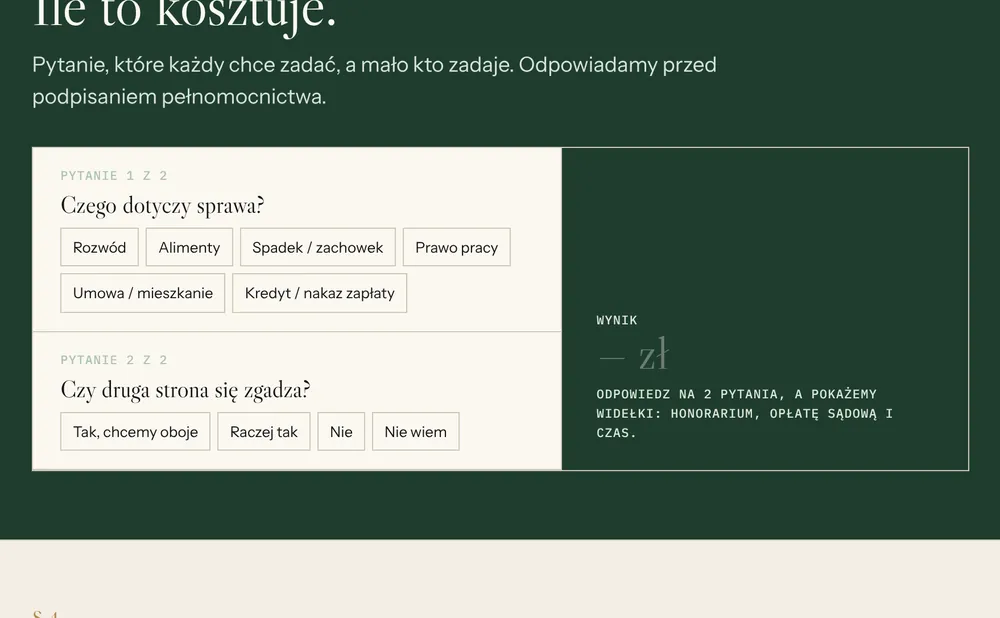 Ile to kosztuje.
Pytanie, które każdy chce zadać, a mało kto zadaje. Odpowiadamy przed
podpisaniem pełnomocnictwa.
PYTANIE 1 Z 2
Czego dotyczy sprawa?
Rozwód
Alimenty
Spadek / zachowek
Prawo pracy
Umowa / mieszkanie
Kredyt / nakaz zapłaty
PYTANIE 2 Z 2
Czy druga strona się zgadza?
Tak, chcemy oboje
Raczej tak
Nie
Nie wiem
WYNIK
— zł
ODPOWIEDZ NA 2 PYTANIA, A POKAŻEMY
WIDEŁKI: HONORARIUM, OPŁATĘ SĄDOWĄ I
CZAS.